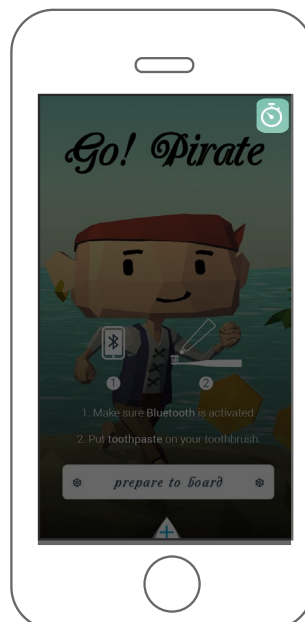 Go! Pirate
1
2
1. Make sure Bluetooth is activated.
2. Put toothpaste on your toothbrush.
prepare to board